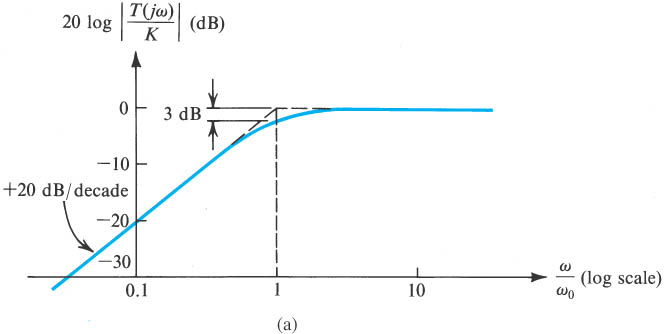 20 log |T(jω)/K| (dB)
0
3 dB
−10
+20 dB/decade
−20
−30
0.1
1
10
ω/ω₀ (log scale)
(a)